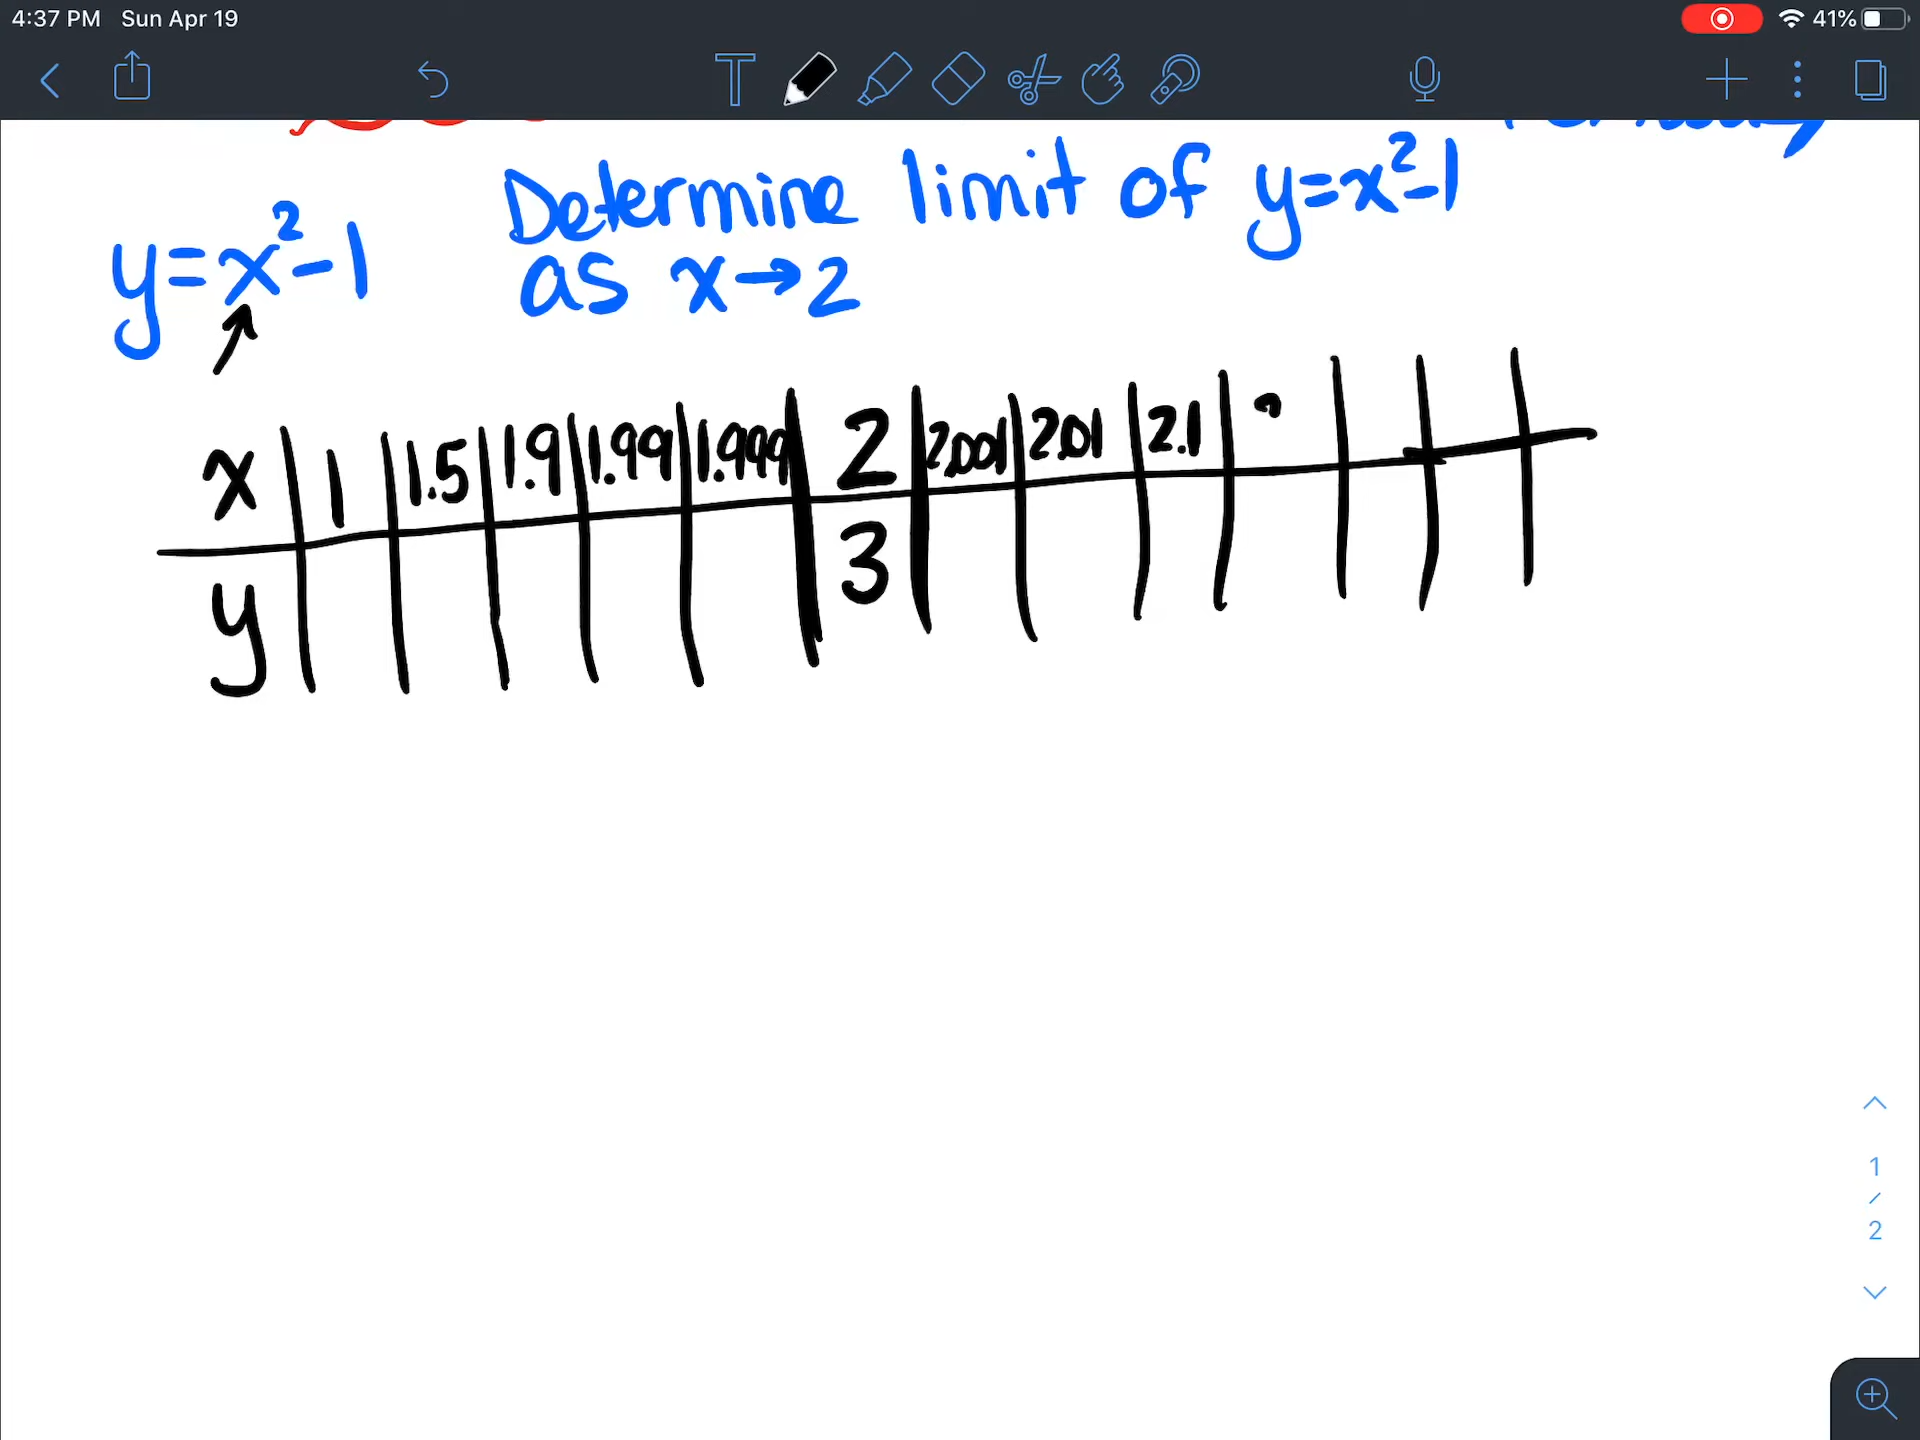 4:37 PM Sun Apr 19
41%
T
Determine limit of y=x²-1
y=x²-1
as x→2
x 1 1.5 1.9 1.99 1.999 2 2.001 2.01 2.1
y 3
1
/
2